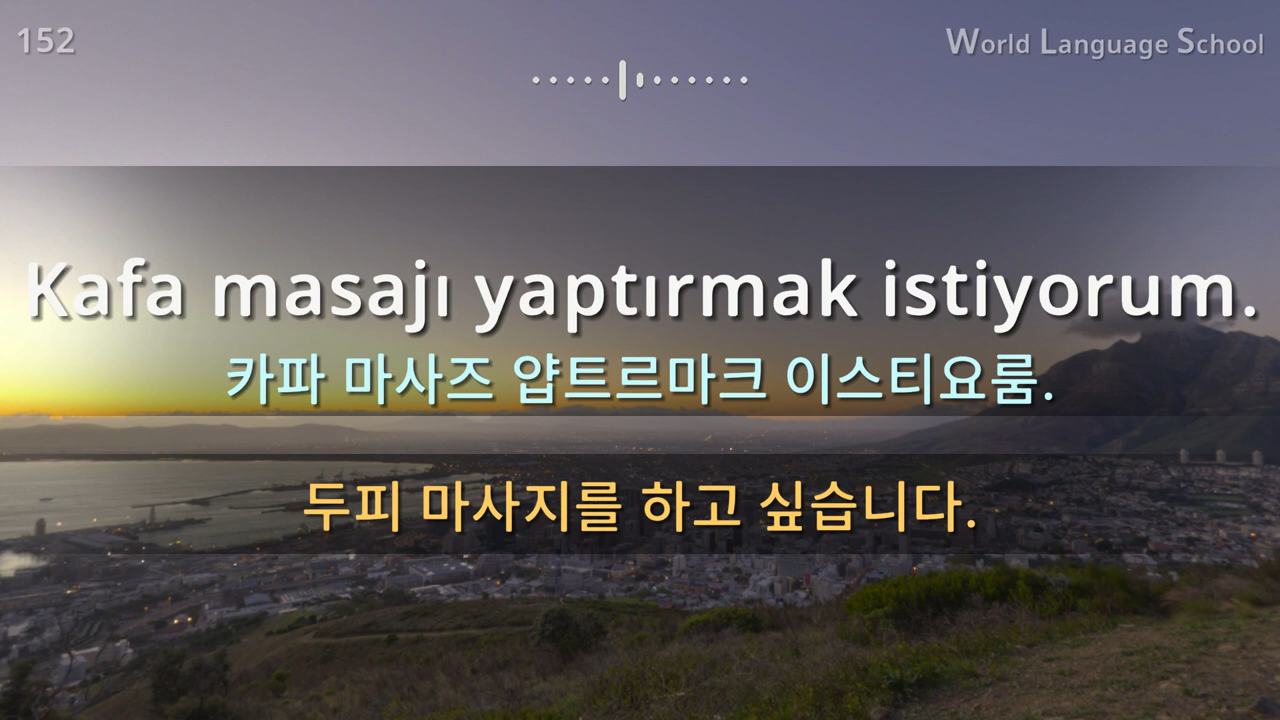 152
World Language School
Kafa masajı yaptırmak istiyorum.
카파 마사즈 얍트르마크 이스티요룸.
두피 마사지를 하고 싶습니다.